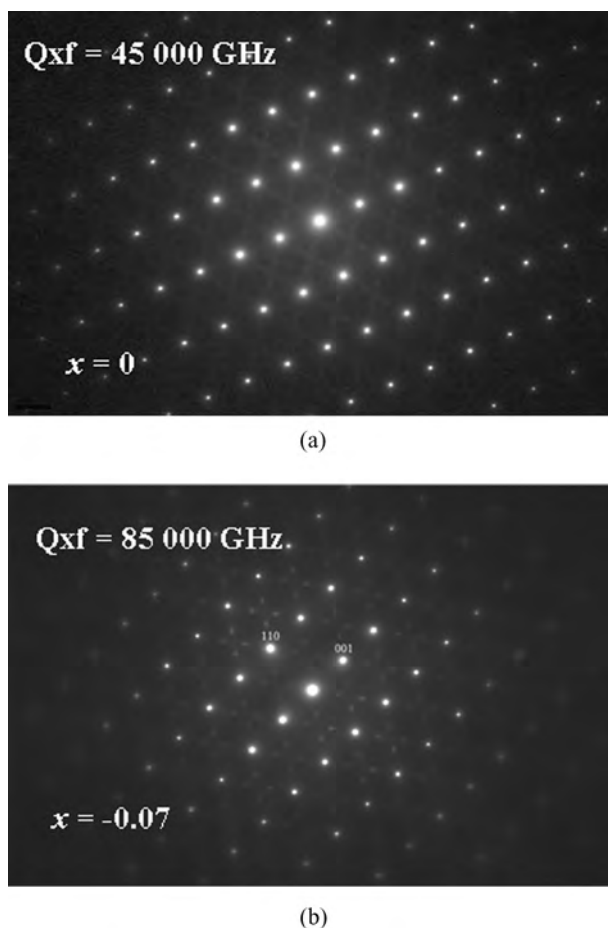 Qxf = 45 000 GHz
x = 0
(a)
Qxf = 85 000 GHz
110
001
x = -0.07
(b)